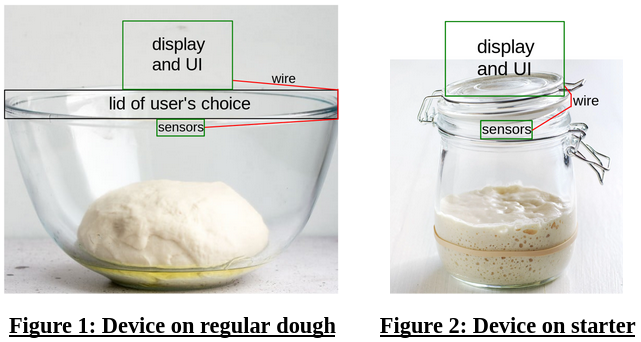 display
and UI
wire
lid of user's choice
sensors
display
and UI
wire
sensors
Figure 1: Device on regular dough
Figure 2: Device on starter